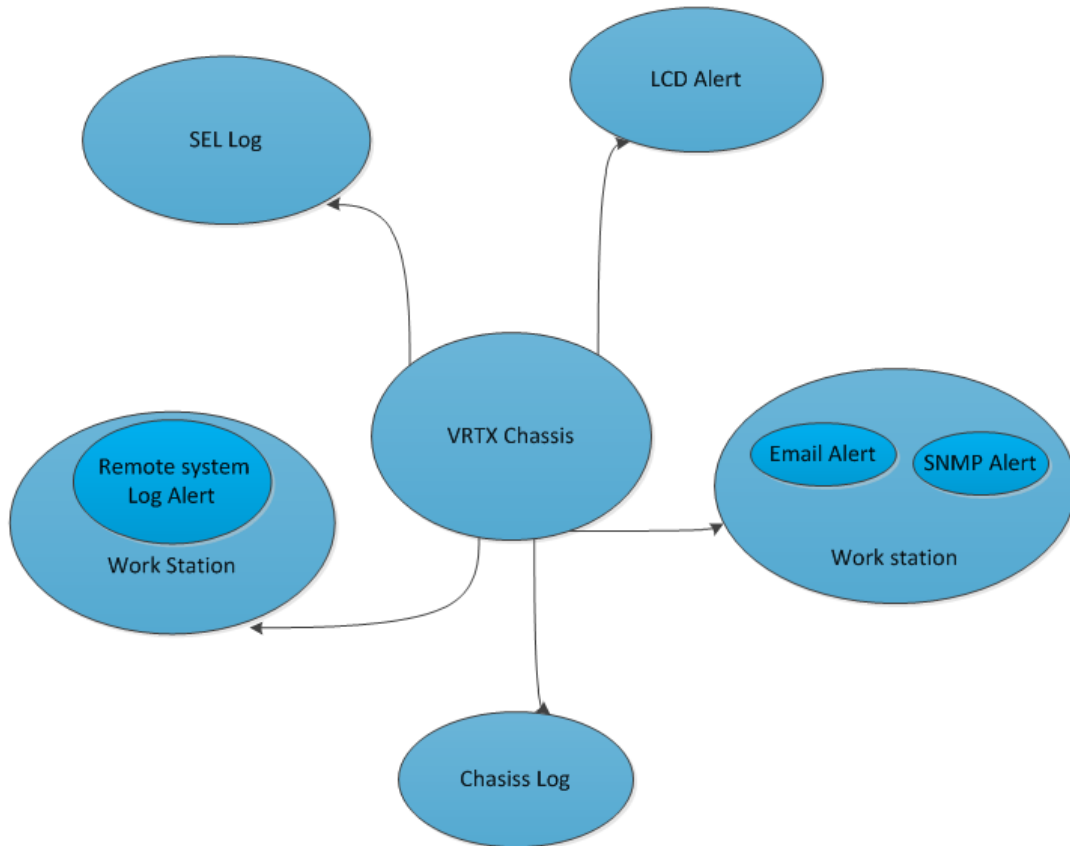 LCD Alert
SEL Log
VRTX Chassis
Email Alert
SNMP Alert
Remote system
Log Alert
Work station
Work Station
Chasiss Log